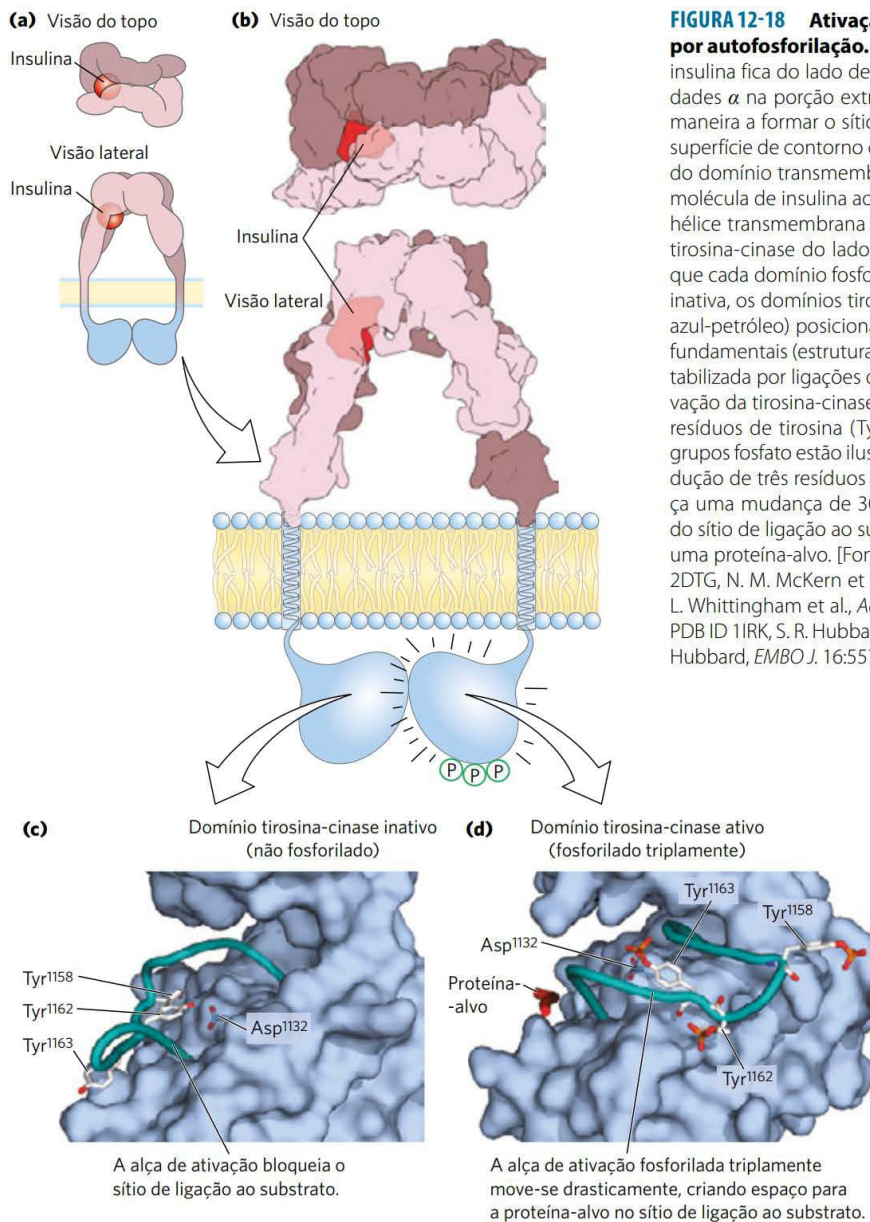 (a) Visão do topo
Insulina
Visão lateral
Insulina
(b) Visão do topo
Insulina
Visão lateral
P P P
(c) Domínio tirosina-cinase inativo
(não fosforilado)
Tyr1158
Tyr1162
Tyr1163
Asp1132
A alça de ativação bloqueia o
sítio de ligação ao substrato.
(d) Domínio tirosina-cinase ativo
(fosforilado triplamente)
Tyr1163
Tyr1158
Asp1132
Proteína-
-alvo
Tyr1162
A alça de ativação fosforilada triplamente
move-se drasticamente, criando espaço para
a proteína-alvo no sítio de ligação ao substrato.
FIGURA 12-18 Ativaç
por autofosforilação.
insulina fica do lado de
dades α na porção extr
maneira a formar o sítio
superfície de contorno
do domínio transmemb
molécula de insulina ao
hélice transmembrana
tirosina-cinase do lado
que cada domínio fosfo
inativa, os domínios tiro
azul-petróleo) posiciona
fundamentais (estrutura
tabilizada por ligações
vação da tirosina-cinase
resíduos de tirosina (Ty
grupos fosfato estão ilus
dução de três resíduos
ça uma mudança de 30
do sítio de ligação ao su
uma proteína-alvo. [Fon
2DTG, N. M. McKern et
L. Whittingham et al., A
PDB ID 1IRK, S. R. Hubba
Hubbard, EMBO J. 16:55